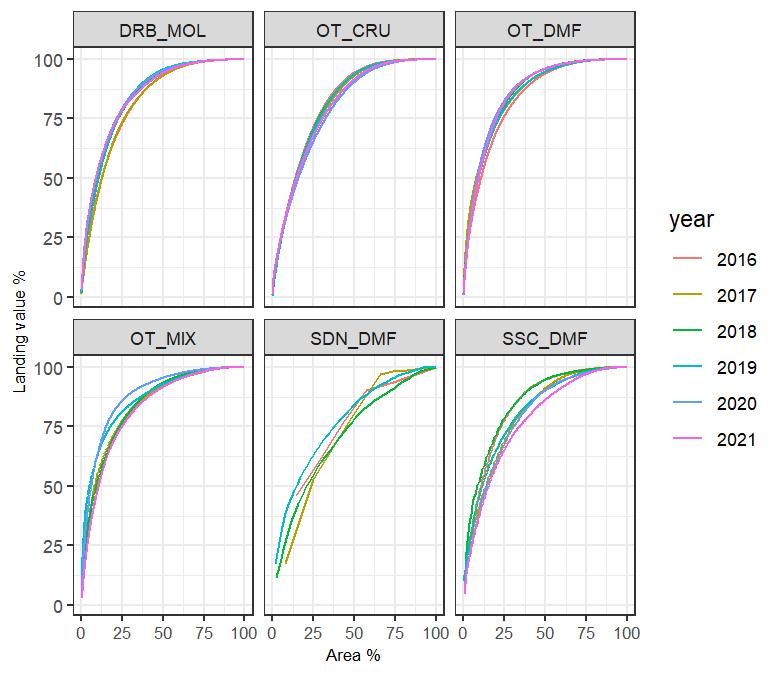 DRB_MOL OT_CRU OT_DMF
100
75
50
25
0
OT_MIX SDN_DMF SSC_DMF
100
75
50
25
0
0 25 50 75 100 0 25 50 75 100 0 25 50 75 100
Area %
Landing value %
year
2016
2017
2018
2019
2020
2021